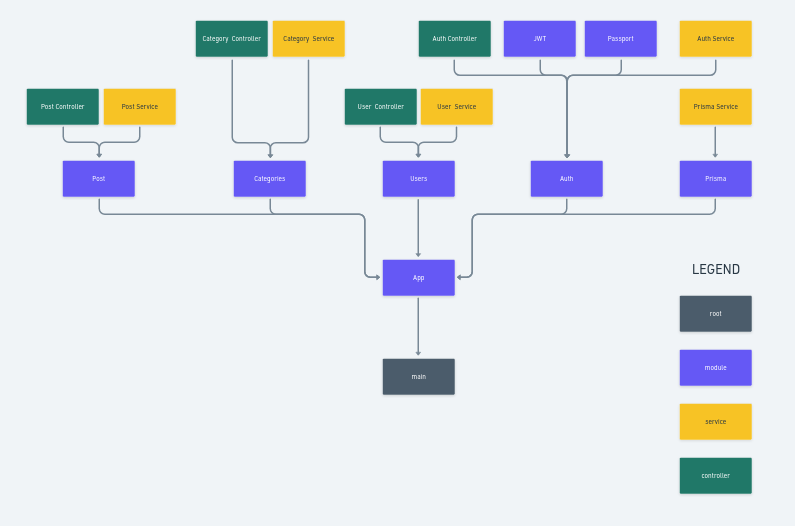 Category Controller
Category Service
Auth Controller
JWT
Passport
Auth Service
Post Controller
Post Service
User Controller
User Service
Prisma Service
Post
Categories
Users
Auth
Prisma
App
main
LEGEND
root
module
service
controller